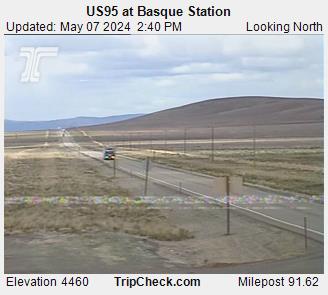 US95 at Basque Station
Updated: May 07 2024 2:40 PM Looking North
Elevation 4460 TripCheck.com Milepost 91.62